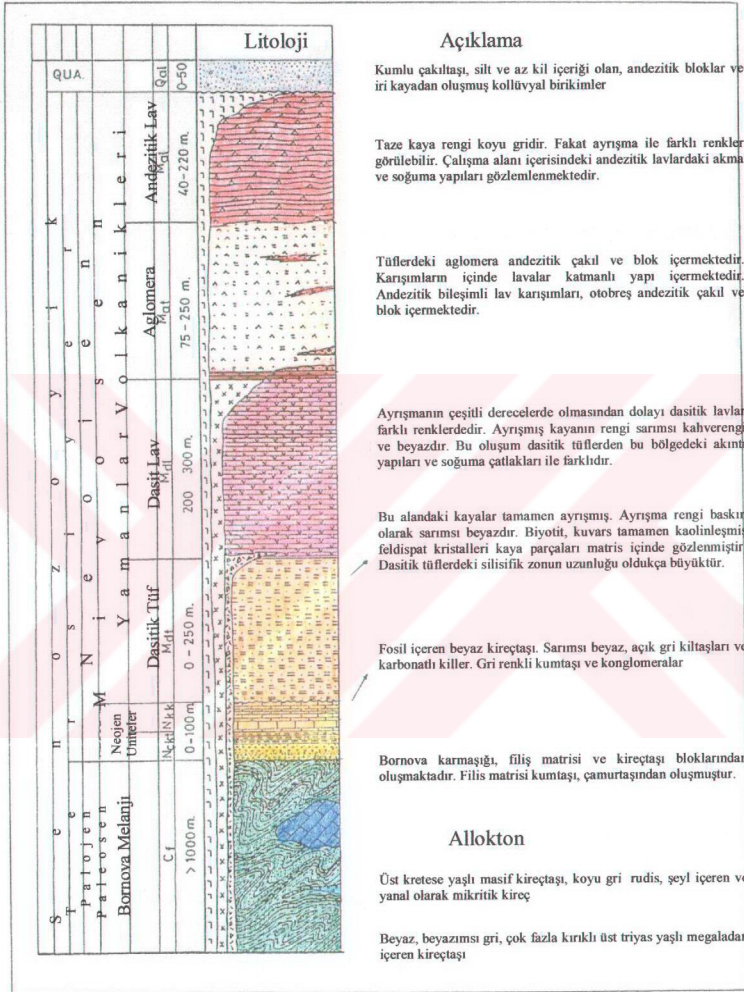 Litoloji
Açıklama
QUA.
Qal
0-50
Kumlu çakıltaşı, silt ve az kil içeriği olan, andezitik bloklar ve
iri kayadan oluşmuş kollüvyal birikimler
Andezitik Lav
Mal
40-220 m.
Taze kaya rengi koyu gridir. Fakat ayrışma ile farklı renkler
görülebilir. Çalışma alanı içerisindeki andezitik lavlardaki akma
ve soğuma yapıları gözlemlenmektedir.
Aglomera
Mat
75-250 m.
Tüflerdeki aglomera andezitik çakıl ve blok içermektedir.
Karışımların içinde lavalar katmanlı yapı içermektedir.
Andezitik bileşimli lav karışımları, otobreş andezitik çakıl ve
blok içermektedir.
Yamanlar Volkanikleri
Dasit Lav
Mdl
200 300 m.
Ayrışmanın çeşitli derecelerde olmasından dolayı dasitik lavlar
farklı renklerdedir. Ayrışmış kayanın rengi sarımsı kahverengi
ve beyazdır. Bu oluşum dasitik tüflerden bu bölgedeki akıntı
yapıları ve soğuma çatlakları ile farklıdır.
Dasitik Tüf
Mdt
0 - 250 m.
Bu alandaki kayalar tamamen ayrışmış. Ayrışma rengi baskın
olarak sarımsı beyazdır. Biyotit, kuvars tamamen kaolinleşmiş
feldispat kristalleri kaya parçaları matris içinde gözlenmiştir
Dasitik tüflerdeki silisifik zonun uzunluğu oldukça büyüktür.
Neojen
Uniteler
Nckt Nkk
0-100m.
Fosil içeren beyaz kireçtaşı. Sarımsı beyaz, açık gri kiltaşları ve
karbonatlı killer. Gri renkli kumtaşı ve konglomeralar
Senozoyik
Tersiyer
Neojen
Miyosen
Palojen
Paleosen
Bornova Melanjı
Cf
>1000m.
Bornova karmaşığı, filiş matrisi ve kireçtaşı bloklarından
oluşmaktadır. Filis matrisi kumtaşı, çamurtaşından oluşmuştur.
Allokton
Üst kretese yaşlı masif kireçtaşı, koyu gri rudis, şeyl içeren ve
yanal olarak mikritik kireç
Beyaz, beyazımsı gri, çok fazla kırıklı üst triyas yaşlı megaladan
içeren kireçtaşı